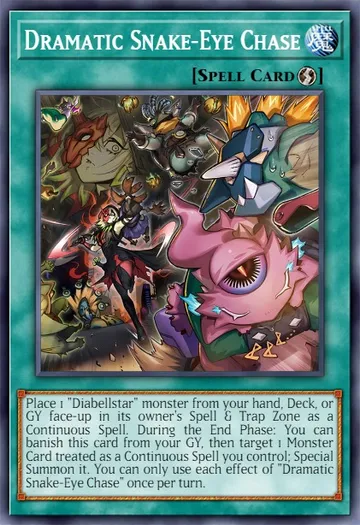 Dramatic Snake-Eye Chase 魔
[Spell Card]
Place 1 "Diabellstar" monster from your hand, Deck, or
GY face-up in its owner's Spell & Trap Zone as a
Continuous Spell. During the End Phase: You can
banish this card from your GY, then target 1 Monster
Card treated as a Continuous Spell you control; Special
Summon it. You can only use each effect of "Dramatic
Snake-Eye Chase" once per turn.